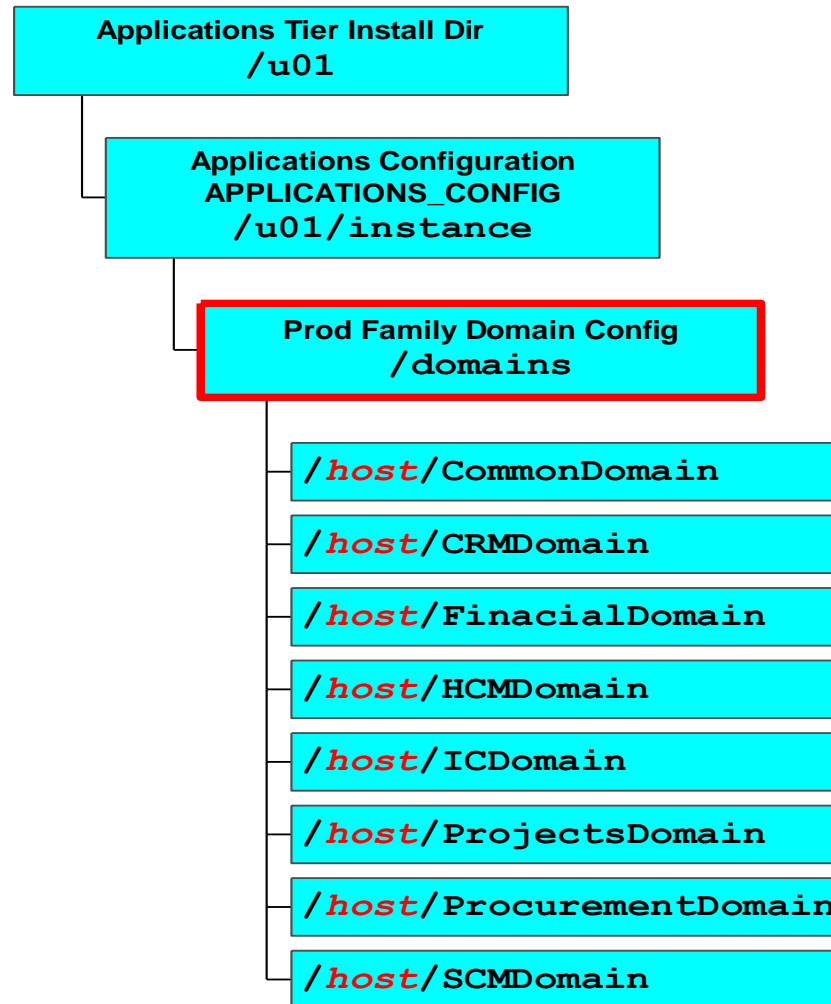 Applications Tier Install Dir
/u01
Applications Configuration
APPLICATIONS_CONFIG
/u01/instance
Prod Family Domain Config
/domains
/host/CommonDomain
/host/CRMDomain
/host/FinacialDomain
/host/HCMDomain
/host/ICDomain
/host/ProjectsDomain
/host/ProcurementDomain
/host/SCMDomain